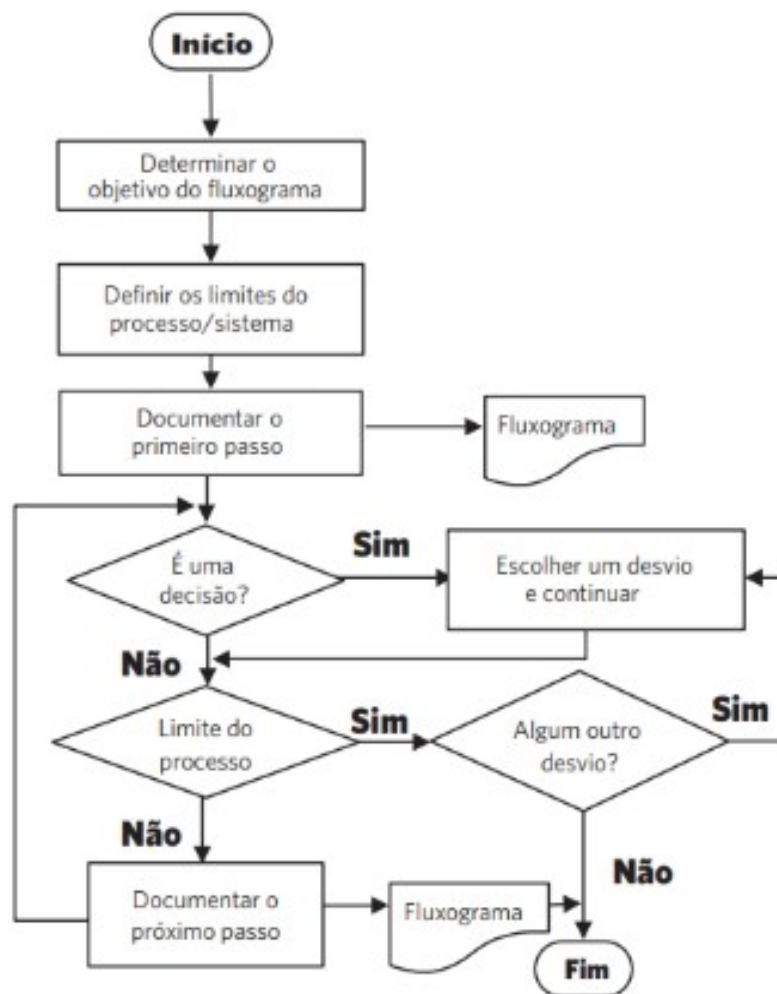 Início
Determinar o
objetivo do fluxograma
Definir os limites do
processo/sistema
Documentar o
primeiro passo
Fluxograma
É uma
decisão?
Sim
Escolher um desvio
e continuar
Não
Limite do
processo
Sim
Algum outro
desvio?
Sim
Não
Documentar o
próximo passo
Fluxograma
Não
Fim